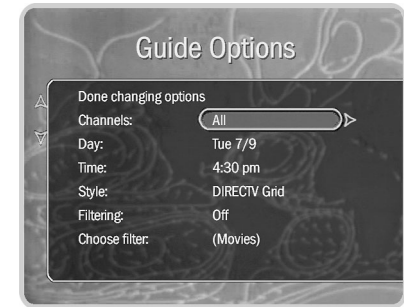 Guide Options
Done changing options
Channels: All
Day: Tue 7/9
Time: 4:30 pm
Style: DIRECTV Grid
Filtering: Off
Choose filter: (Movies)